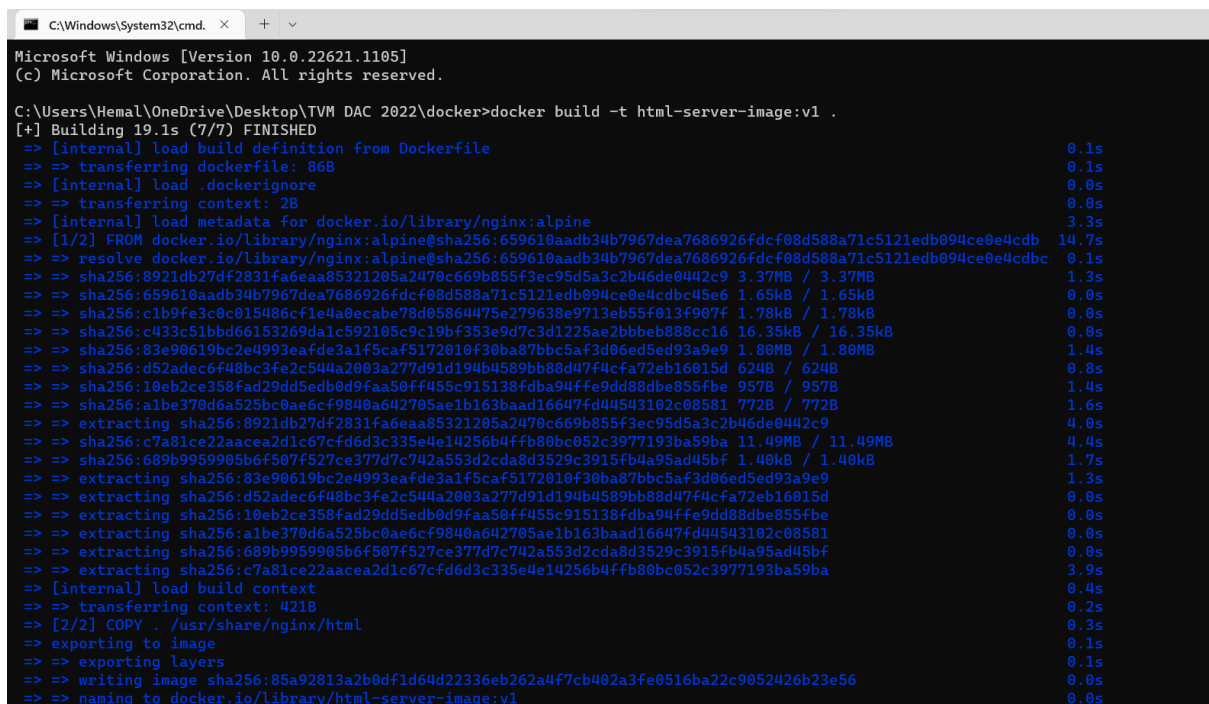 C:\Windows\System32\cmd.
Microsoft Windows [Version 10.0.22621.1105]
(c) Microsoft Corporation. All rights reserved.
C:\Users\Hemal\OneDrive\Desktop\TVM DAC 2022\docker>docker build -t html-server-image:v1 .
[+] Building 19.1s (7/7) FINISHED
=> [internal] load build definition from Dockerfile 0.1s
=> => transferring dockerfile: 86B 0.1s
=> [internal] load .dockerignore 0.0s
=> => transferring context: 2B 0.0s
=> [internal] load metadata for docker.io/library/nginx:alpine 3.3s
=> [1/2] FROM docker.io/library/nginx:alpine@sha256:659610aadb34b7967dea7686926fdcf08d588a71c5121edb094ce0e4cdb 14.7s
=> => resolve docker.io/library/nginx:alpine@sha256:659610aadb34b7967dea7686926fdcf08d588a71c5121edb094ce0e4cdbc 0.1s
=> => sha256:8921db27df2831fa6eaa85321205a2470c669b855f3ec95d5a3c2b46de0442c9 3.37MB / 3.37MB 1.3s
=> => sha256:659610aadb34b7967dea7686926fdcf08d588a71c5121edb094ce0e4cdbc45e6 1.65kB / 1.65kB 0.0s
=> => sha256:c1b9fe3c0c015486cf1e4a0ecabe78d05864475e279638e9713eb55f013f907f 1.78kB / 1.78kB 0.0s
=> => sha256:c433c51bbd66153269da1c592105c9c19bf353e9d7c3d1225ae2bbbeb888cc16 16.35kB / 16.35kB 0.0s
=> => sha256:83e90619bc2e4993eafde3a1f5caf5172010f30ba87bbc5af3d06ed5ed93a9e9 1.80MB / 1.80MB 1.4s
=> => sha256:d52adec6f48bc3fe2c544a2003a277d91d194b4589bb88d47f4cfa72eb16015d 624B / 624B 0.8s
=> => sha256:10eb2ce358fad29dd5edb0d9faa50ff455c915138fdba94ffe9dd88dbe855fbe 957B / 957B 1.4s
=> => sha256:a1be370d6a525bc0ae6cf9840a642705ae1b163baad16647fd44543102c08581 772B / 772B 1.6s
=> => extracting sha256:8921db27df2831fa6eaa85321205a2470c669b855f3ec95d5a3c2b46de0442c9 4.0s
=> => sha256:c7a81ce22aacea2d1c67cfd6d3c335e4e14256b4ffb80bc052c3977193ba59ba 11.49MB / 11.49MB 4.4s
=> => sha256:689b9959905b6f507f527ce377d7c742a553d2cda8d3529c3915fb4a95ad45bf 1.40kB / 1.40kB 1.7s
=> => extracting sha256:83e90619bc2e4993eafde3a1f5caf5172010f30ba87bbc5af3d06ed5ed93a9e9 1.3s
=> => extracting sha256:d52adec6f48bc3fe2c544a2003a277d91d194b4589bb88d47f4cfa72eb16015d 0.0s
=> => extracting sha256:10eb2ce358fad29dd5edb0d9faa50ff455c915138fdba94ffe9dd88dbe855fbe 0.0s
=> => extracting sha256:a1be370d6a525bc0ae6cf9840a642705ae1b163baad16647fd44543102c08581 0.0s
=> => extracting sha256:689b9959905b6f507f527ce377d7c742a553d2cda8d3529c3915fb4a95ad45bf 0.0s
=> => extracting sha256:c7a81ce22aacea2d1c67cfd6d3c335e4e14256b4ffb80bc052c3977193ba59ba 3.9s
=> [internal] load build context 0.4s
=> => transferring context: 421B 0.2s
=> [2/2] COPY . /usr/share/nginx/html 0.3s
=> exporting to image 0.1s
=> => exporting layers 0.1s
=> => writing image sha256:85a92813a2b0df1d64d22336eb262a4f7cb402a3fe0516ba22c9052426b23e56 0.0s
=> => naming to docker.io/library/html-server-image:v1 0.0s